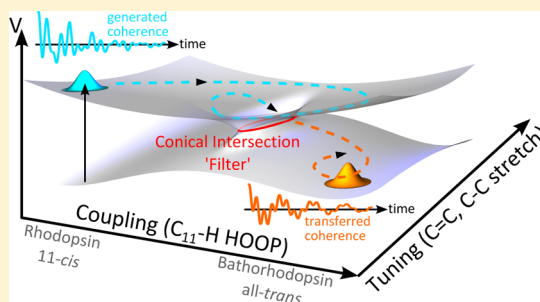 V
generated
coherence
time
Conical Intersection
'Filter'
time
transferred
coherence
Coupling (C₁₁-H HOOP)
Tuning (C=C, C-C stretch)
Rhodopsin
11-cis
Bathorhodopsin
all-trans